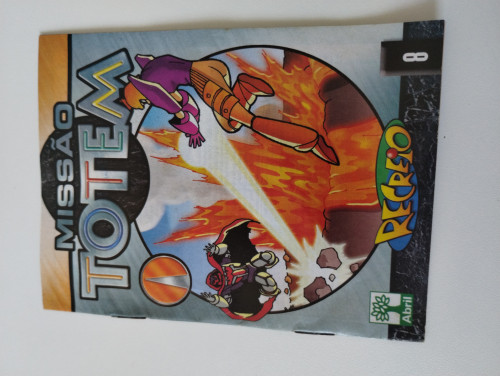 MISSÃO
TOTEM
8
RECREIO
Abril